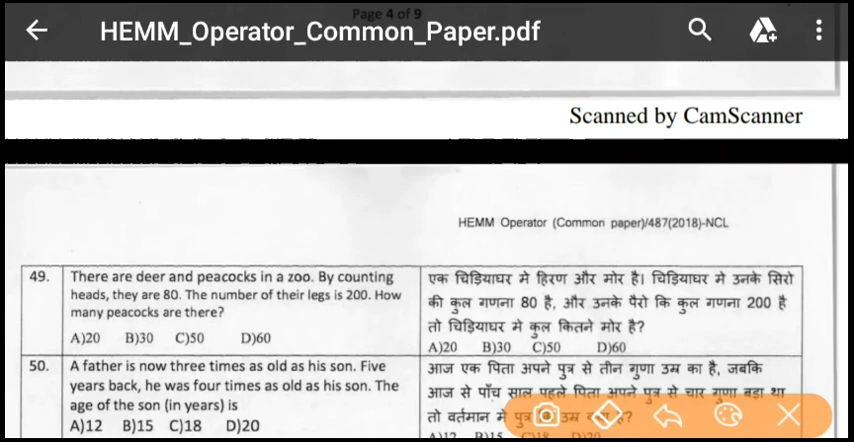 Page 4 of 9
HEMM_Operator_Common_Paper.pdf
Scanned by CamScanner
HEMM Operator (Common paper)/487(2018)-NCL
49. There are deer and peacocks in a zoo. By counting
heads, they are 80. The number of their legs is 200. How
many peacocks are there?
A)20 B)30 C)50 D)60
एक चिड़ियाघर मे हिरण और मोर है। चिड़ियाघर मे उनके सिरो
की कुल गणना 80 है, और उनके पैरो कि कुल गणना 200 है
तो चिड़ियाघर मे कुल कितने मोर है?
A)20 B)30 C)50 D)60
50. A father is now three times as old as his son. Five
years back, he was four times as old as his son. The
age of the son (in years) is
A)12 B)15 C)18 D)20
आज एक पिता अपने पुत्र से तीन गुणा उम्र का है, जबकि
आज से पाँच साल पहले पिता अपने पुत्र से चार गुणा बड़ा था
तो वर्तमान मे पुत्र उम्र है?
A)12 B)15 C)18 D)20